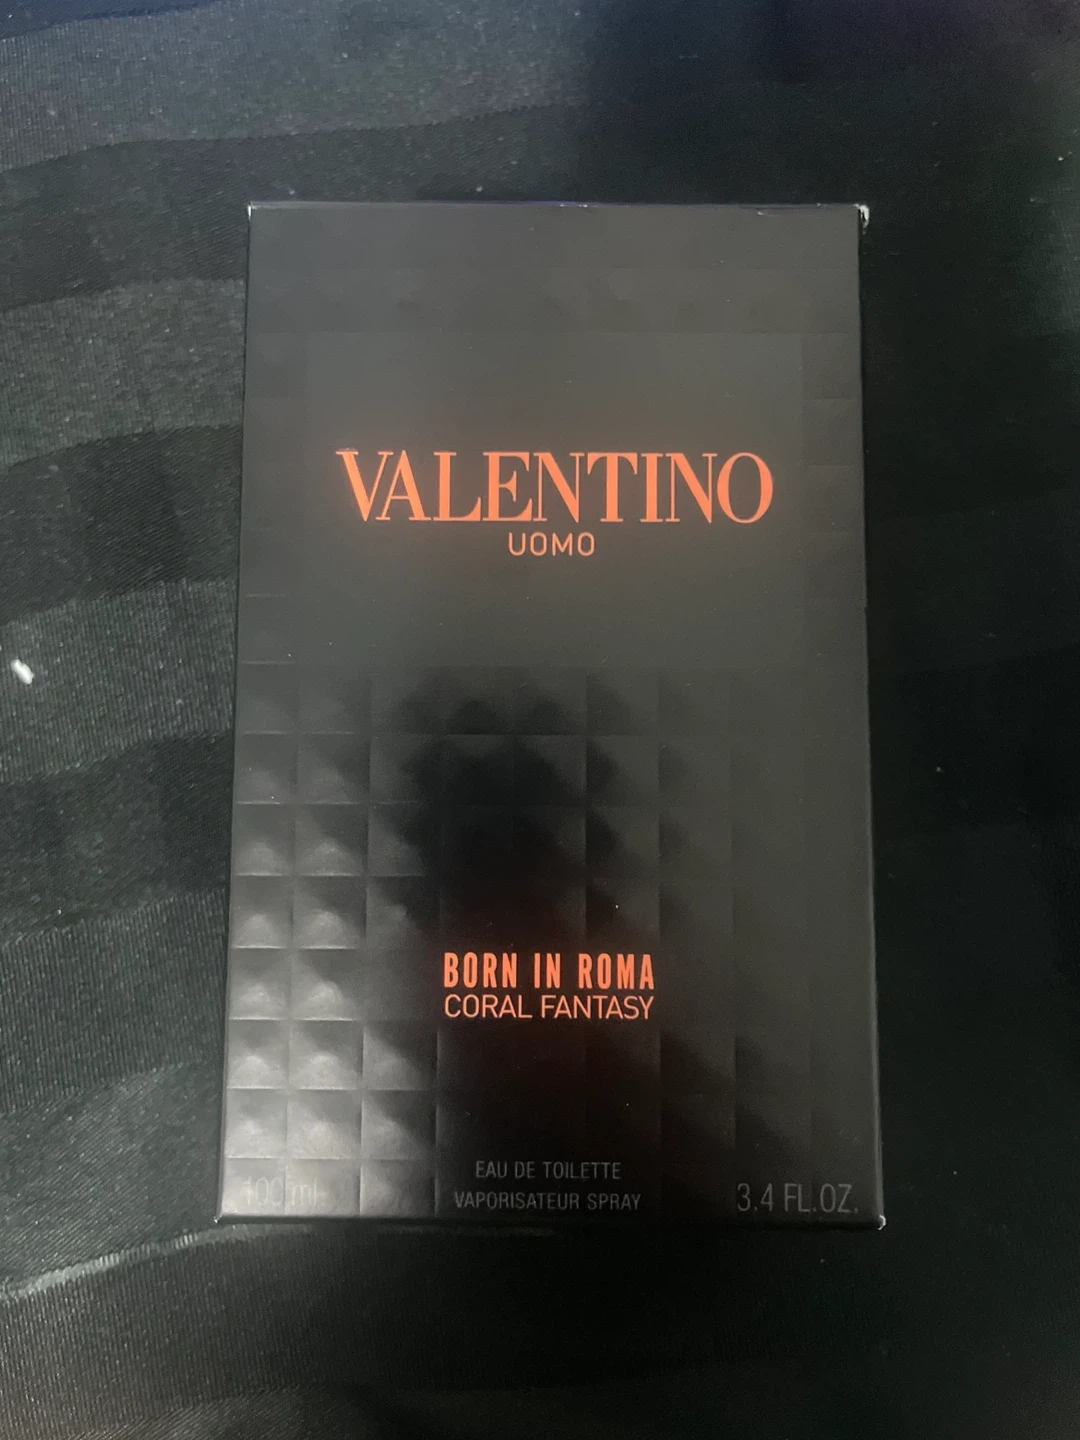 VALENTINO
UOMO
BORN IN ROMA
CORAL FANTASY
EAU DE TOILETTE
VAPORISATEUR SPRAY
100 ml
3.4 FL.OZ.